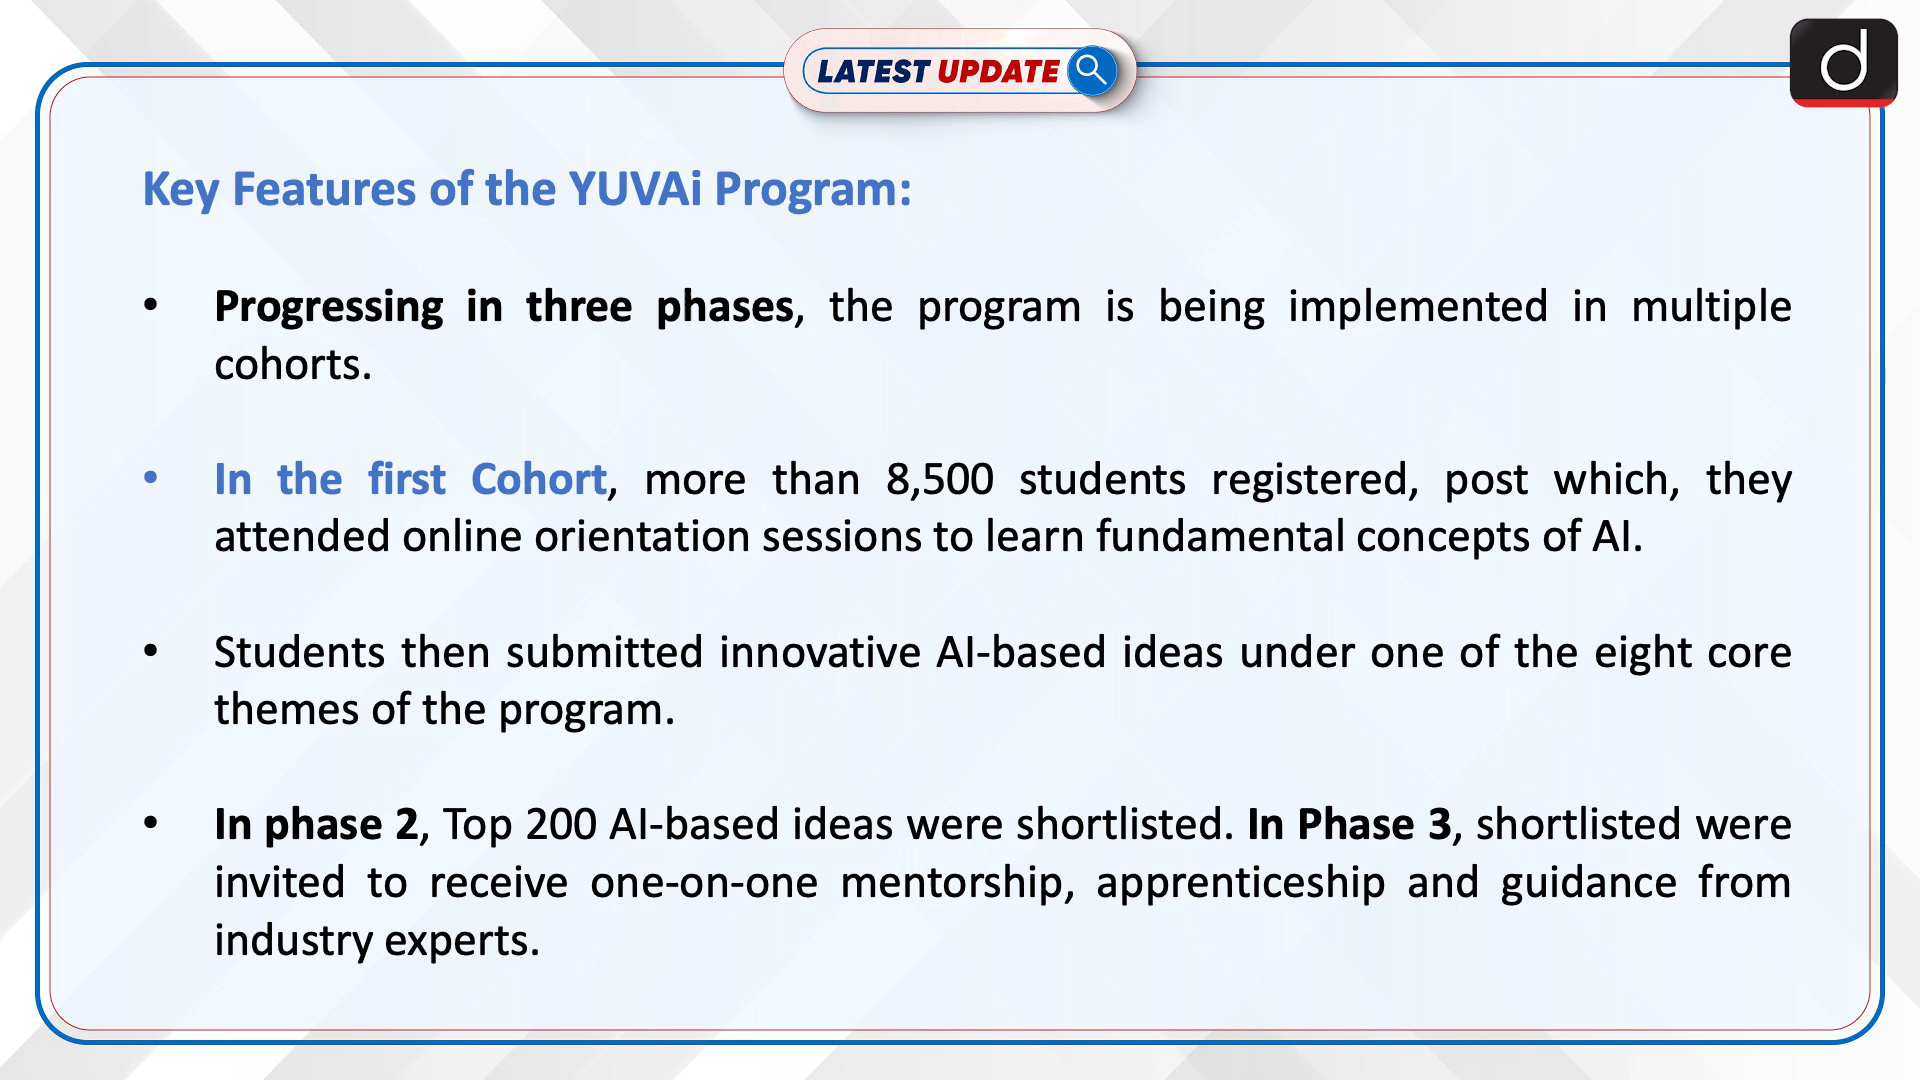 LATEST UPDATE
d
Key Features of the YUVAi Program:
• Progressing in three phases, the program is being implemented in multiple
cohorts.
• In the first Cohort, more than 8,500 students registered, post which, they
attended online orientation sessions to learn fundamental concepts of AI.
• Students then submitted innovative AI-based ideas under one of the eight core
themes of the program.
• In phase 2, Top 200 AI-based ideas were shortlisted. In Phase 3, shortlisted were
invited to receive one-on-one mentorship, apprenticeship and guidance from
industry experts.